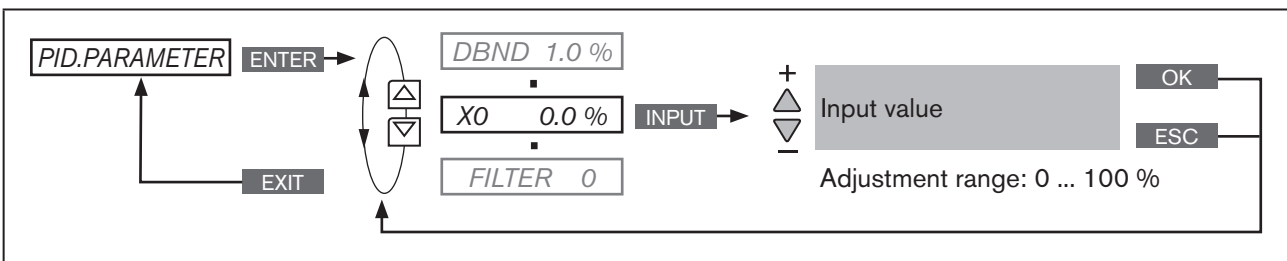 PID.PARAMETER ENTER
DBND 1.0 %
X0 0.0 % INPUT
FILTER 0
EXIT
+
Input value
−
OK
ESC
Adjustment range: 0 ... 100 %